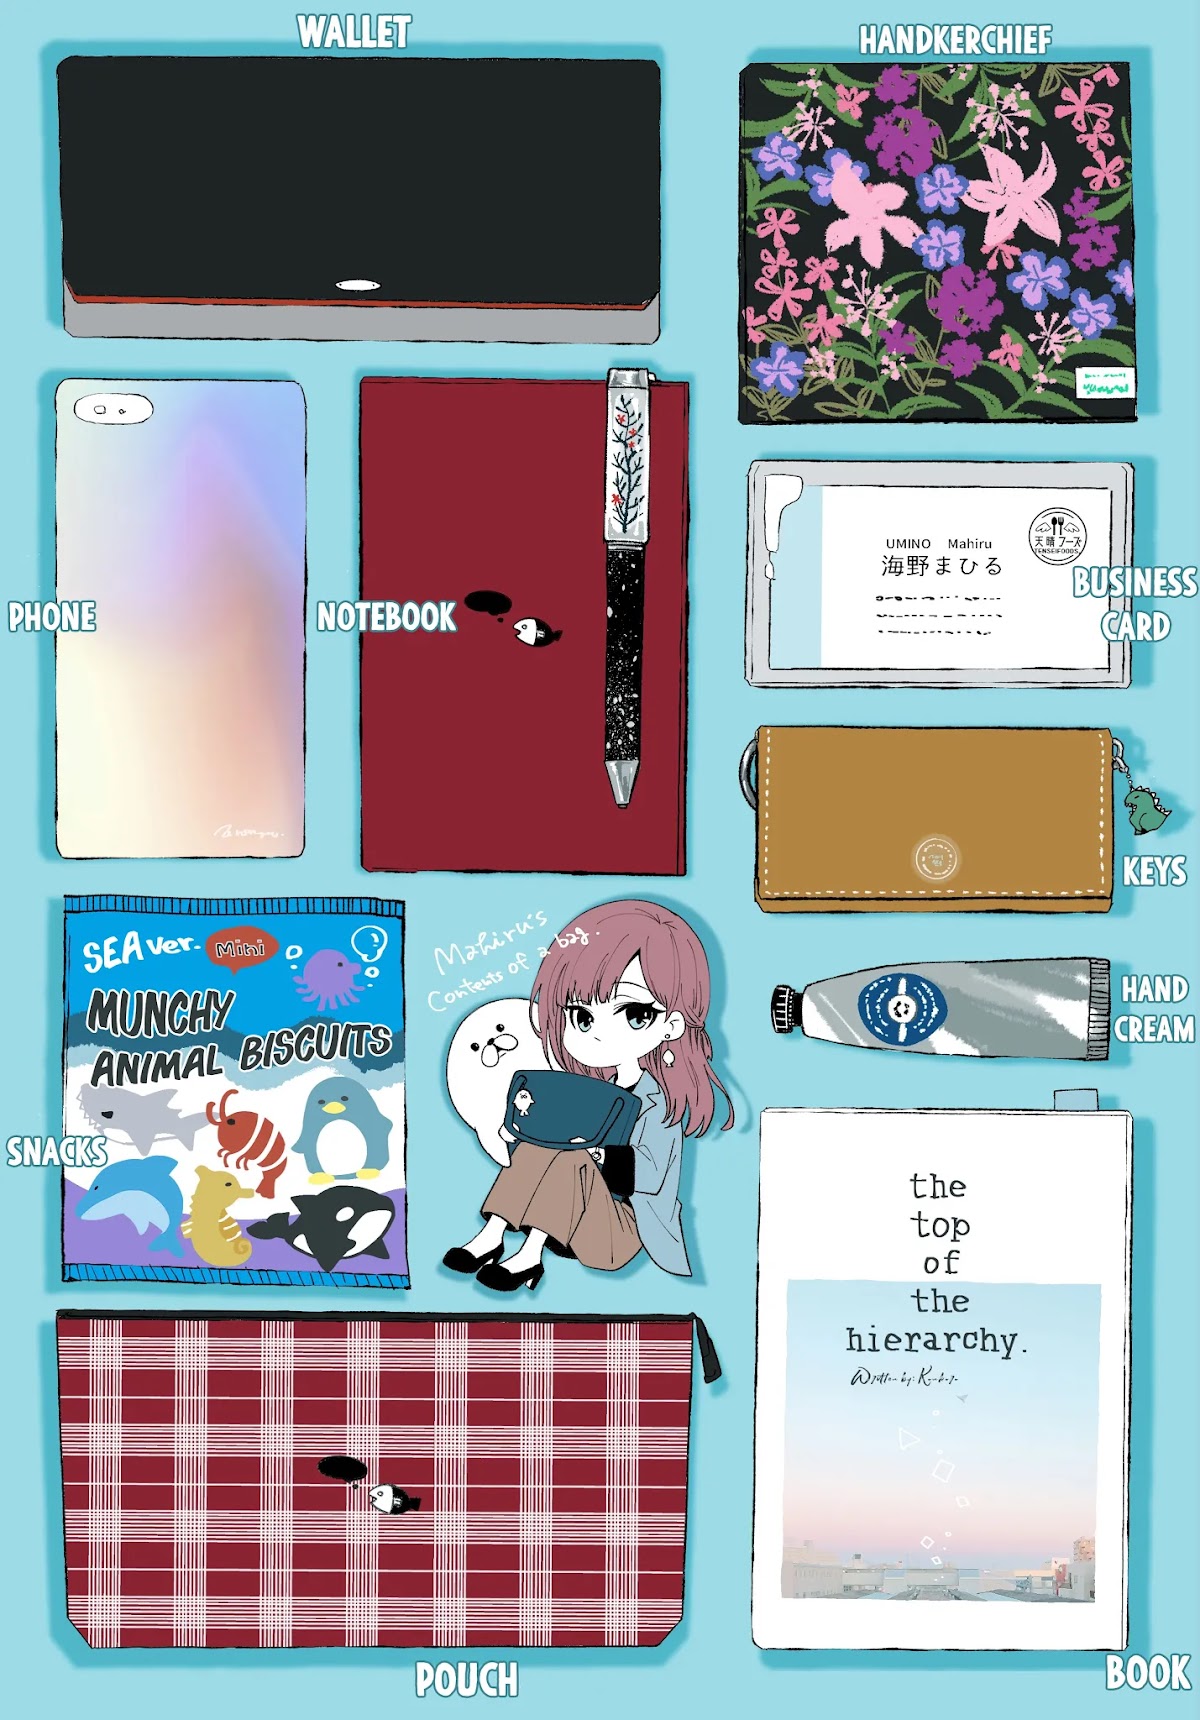 WALLET
HANDKERCHIEF
PHONE
NOTEBOOK
UMINO Mahiru
海野まひる
天晴フーズ
TENSEIFOODS
BUSINESS
CARD
KEYS
SEA ver. Mini
MUNCHY
ANIMAL BISCUITS
SNACKS
Mahiru's
Contents of a bag.
HAND
CREAM
the
top
of
the
hierarchy.
Written by:
POUCH
BOOK